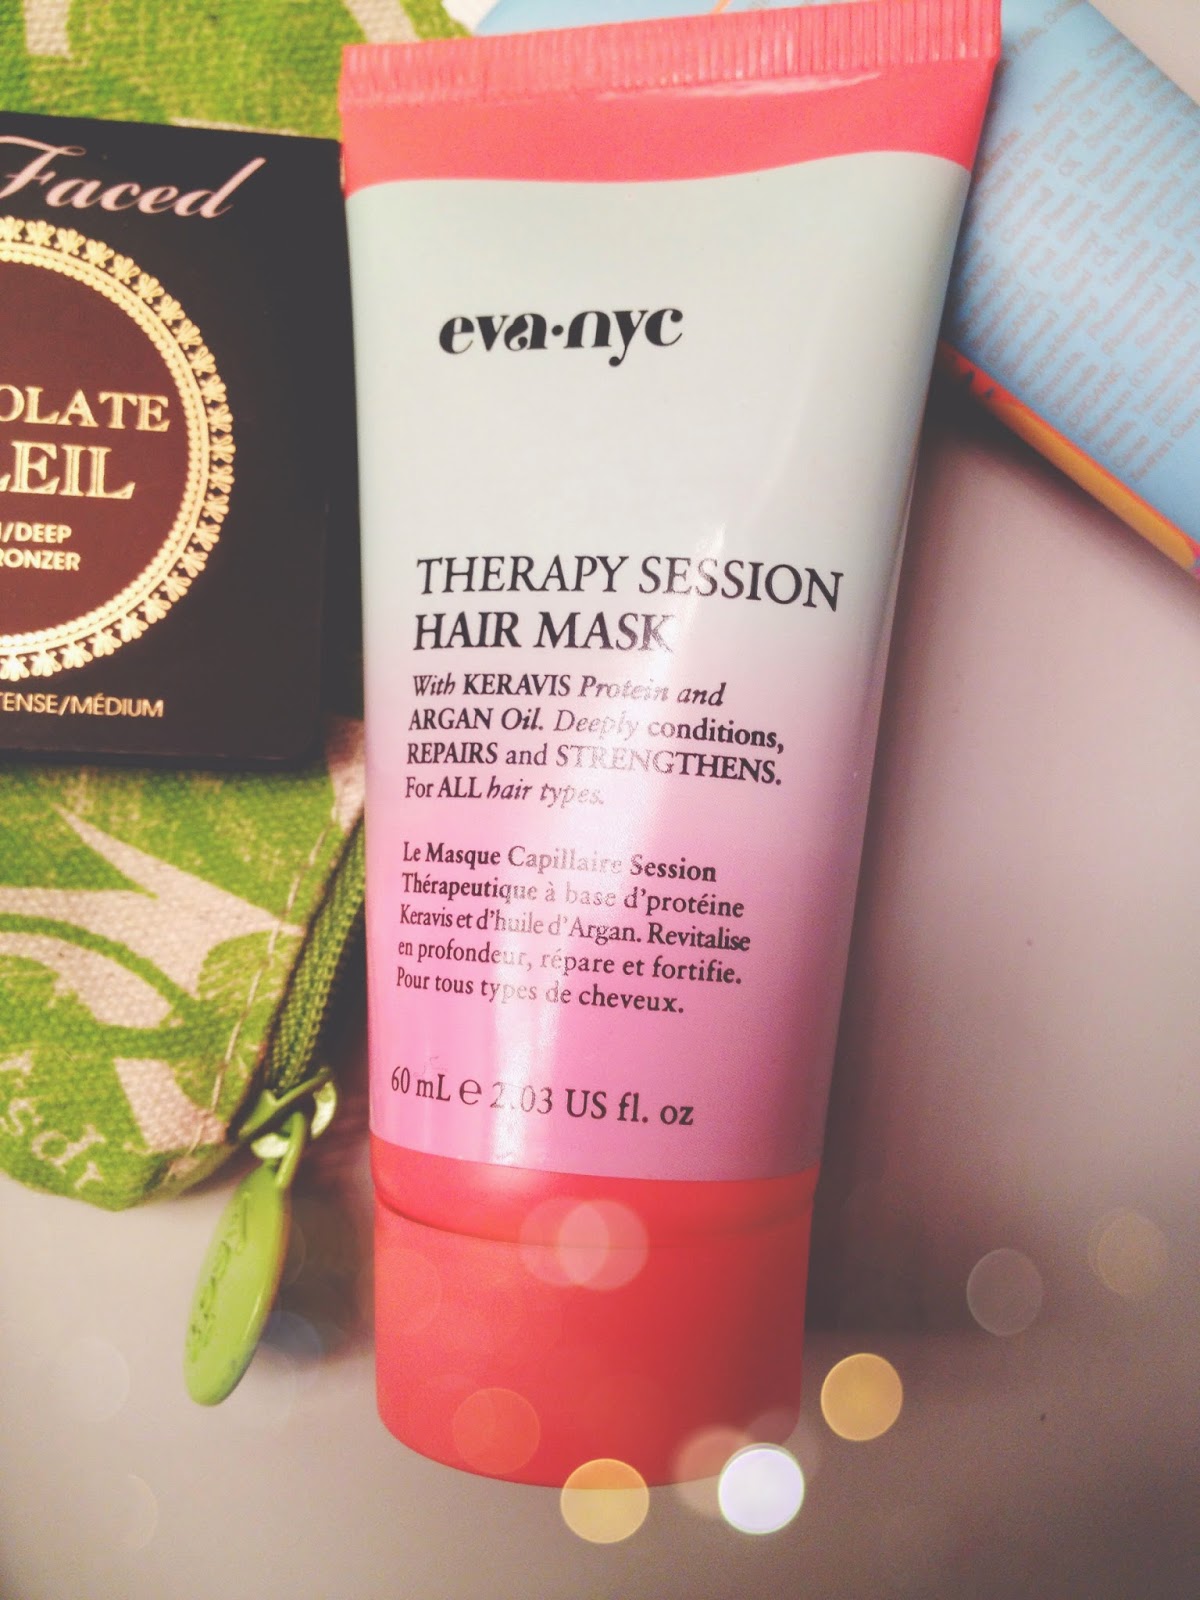 Faced
OLATE
LEIL
/DEEP
RONZER
TENSE/MÉDIUM
eva·nyc
THERAPY SESSION
HAIR MASK
With KERAVIS Protein and
ARGAN Oil. Deeply conditions,
REPAIRS and STRENGTHENS.
For ALL hair types.
Le Masque Capillaire Session
Thérapeutique à base d'protéine
Keravis et d'huile d'Argan. Revitalise
en profondeur, répare et fortifie.
Pour tous types de cheveux.
60 mL e 2.03 US fl. oz